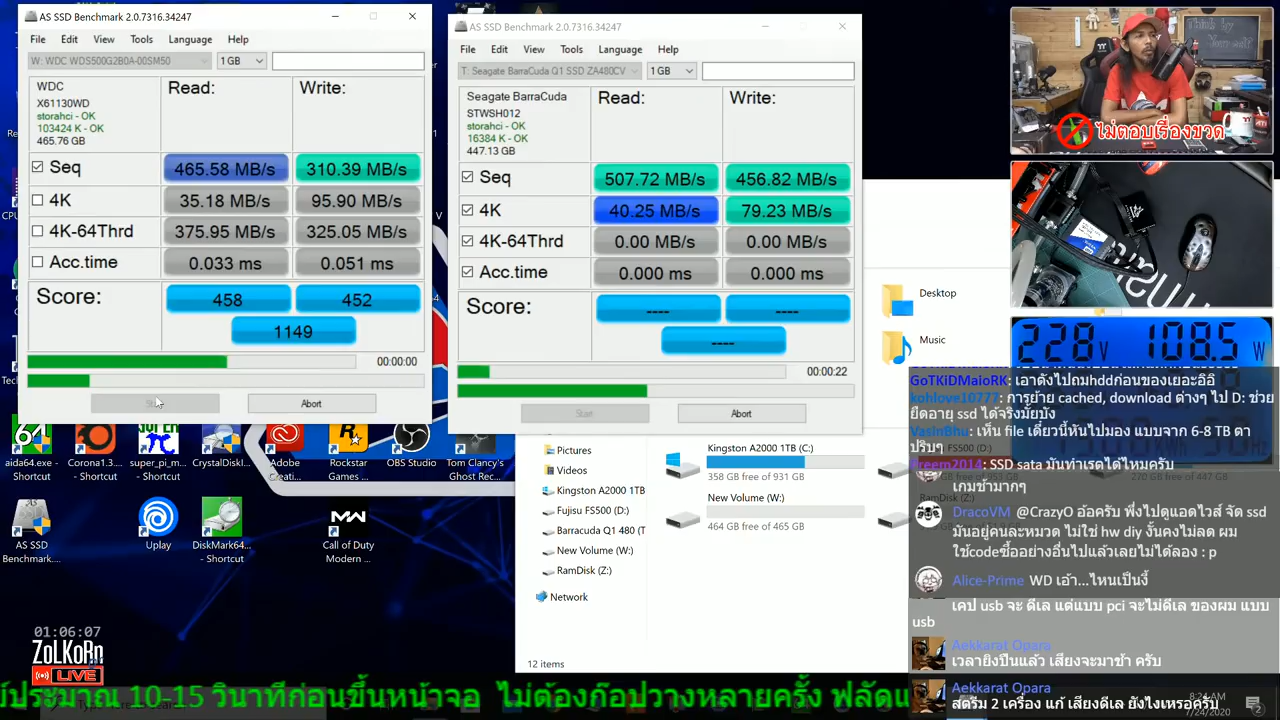 AS SSD Benchmark 2.0.7316.34247
File Edit View Tools Language Help
W: WDC WDS500G2B0A-00SM50
1 GB
WDC
X61130WD
storahci - OK
103424 K - OK
465.76 GB
Read:
Write:
Seq
465.58 MB/s
310.39 MB/s
4K
35.18 MB/s
95.90 MB/s
4K-64Thrd
375.95 MB/s
325.05 MB/s
Acc.time
0.033 ms
0.051 ms
Score:
458
452
1149
00:00:00
Abort
AS SSD Benchmark 2.0.7316.34247
File Edit View Tools Language Help
T: Seagate BarraCuda Q1 SSD ZA480CV
1 GB
Seagate BarraCuda
STWSH012
storahci - OK
16384 K - OK
447.13 GB
Read:
Write:
Seq
507.72 MB/s
456.82 MB/s
4K
40.25 MB/s
79.23 MB/s
4K-64Thrd
0.00 MB/s
0.00 MB/s
Acc.time
0.000 ms
0.000 ms
Score:
----
----
----
00:00:22
Start
Abort
aida64.exe - Shortcut
Corona1.3...
super_pi_m... - Shortcut
CrystalDiskI...
Adobe Creati...
Rockstar Games ...
OBS Studio
Tom Clancy's Ghost Rec...
AS SSD Benchmark....
Uplay
DiskMark64... - Shortcut
Call of Duty Modern ...
Desktop
Music
Pictures
Videos
Kingston A2000 1TB
Fujisu FS500 (D:)
Barracuda Q1 480 (T
New Volume (W:)
RamDisk (Z:)
Network
12 items
Kingston A2000 1TB (C:)
358 GB free of 931 GB
New Volume (W:)
464 GB free of 465 GB
FS500 (D:)
270 GB free of 447 GB
RamDisk (Z:)
ไม่ตอบเรื่องขวด
228 V 108.5 W
GoTKiDMaioRK: เอาตังไปถมhddก่อนของเยอะอิอิ
kohlove10777: การย้าย cached, download ต่างๆ ไป D: ช่วย
ยืดอายุ ssd ได้จริงมั้ยบัง
VasinBhu: เห็น file เดี๋ยวนี้หันไปมอง แบบจาก 6-8 TB ตา
ปริบๆ
dreem2014: SSD sata มันทำเรตได้ไหมครับ
เกมช้ามากๆ
DracoVM @CrazyO อ้อครับ พึ่งไปดูแอดไวส์ จัด ssd
มันอยู่คนละหมวด ไม่ใช่ hw diy งั้นคงไม่ลด ผม
ใช้codeซื้ออย่างอื่นไปแล้วเลยไม่ได้ลอง : p
Alice-Prime WD เอ้า...ไหนเป็นงี้
เคป usb จะ ดีเล แต่แบบ pci จะไม่ดีเล ของผม แบบ
usb
Aekkarat Opara
เวลายิงปืนแล้ว เสียงจะมาช้า ครับ
Aekkarat Opara
สตรีม 2 เครื่อง แก้ เสียงดีเล ยังไงเหรอครับ
7/24/2020
01:06:07
ZoLKoRn
LIVE
ประมาณ 10-15 วินาทีก่อนขึ้นหน้าจอ ไม่ต้องก๊อปวางหลายครั้ง